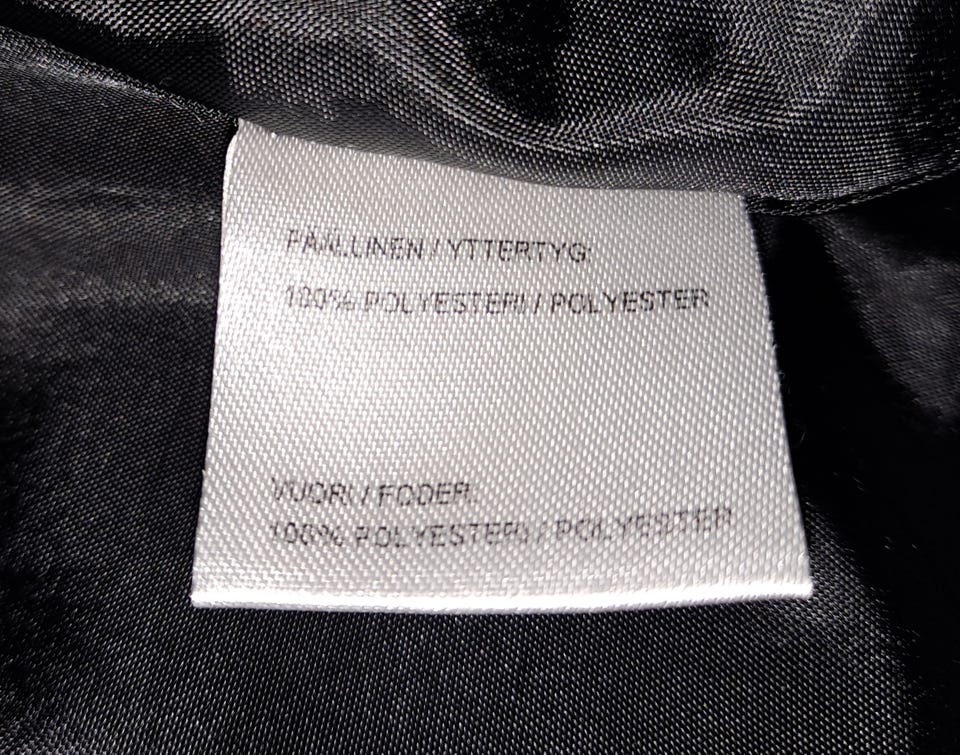 PÄÄLLINEN / YTTERTYG:
100% POLYESTERI / POLYESTER
VUORI / FODER:
100% POLYESTERI / POLYESTER